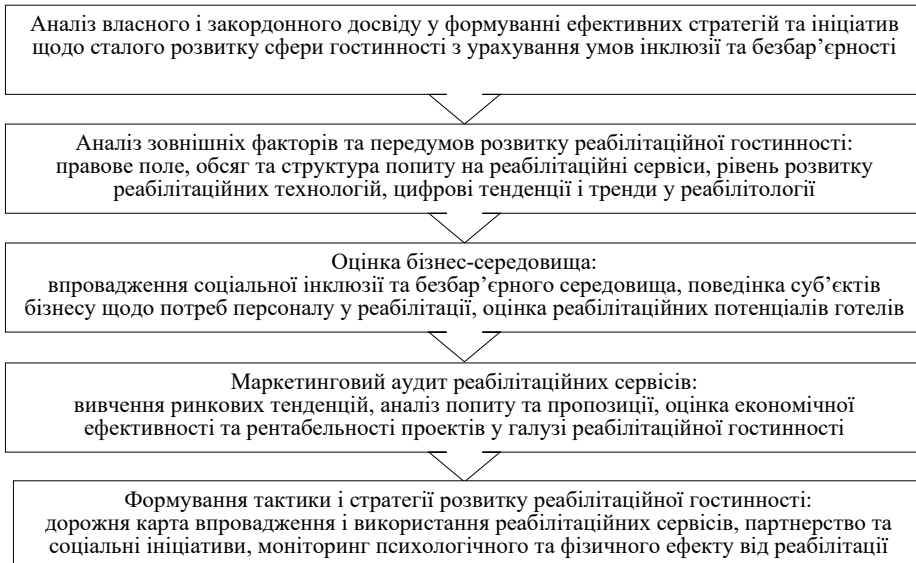 Аналіз власного і закордонного досвіду у формуванні ефективних стратегій та ініціатив
щодо сталого розвитку сфери гостинності з урахування умов інклюзії та безбар’єрності
Аналіз зовнішніх факторів та передумов розвитку реабілітаційної гостинності:
правове поле, обсяг та структура попиту на реабілітаційні сервіси, рівень розвитку
реабілітаційних технологій, цифрові тенденції і тренди у реабілітології
Оцінка бізнес-середовища:
впровадження соціальної інклюзії та безбар’єрного середовища, поведінка суб’єктів
бізнесу щодо потреб персоналу у реабілітації, оцінка реабілітаційних потенціалів готелів
Маркетинговий аудит реабілітаційних сервісів:
вивчення ринкових тенденцій, аналіз попиту та пропозиції, оцінка економічної
ефективності та рентабельності проектів у галузі реабілітаційної гостинності
Формування тактики і стратегії розвитку реабілітаційної гостинності:
дорожня карта впровадження і використання реабілітаційних сервісів, партнерство та
соціальні ініціативи, моніторинг психологічного та фізичного ефекту від реабілітації